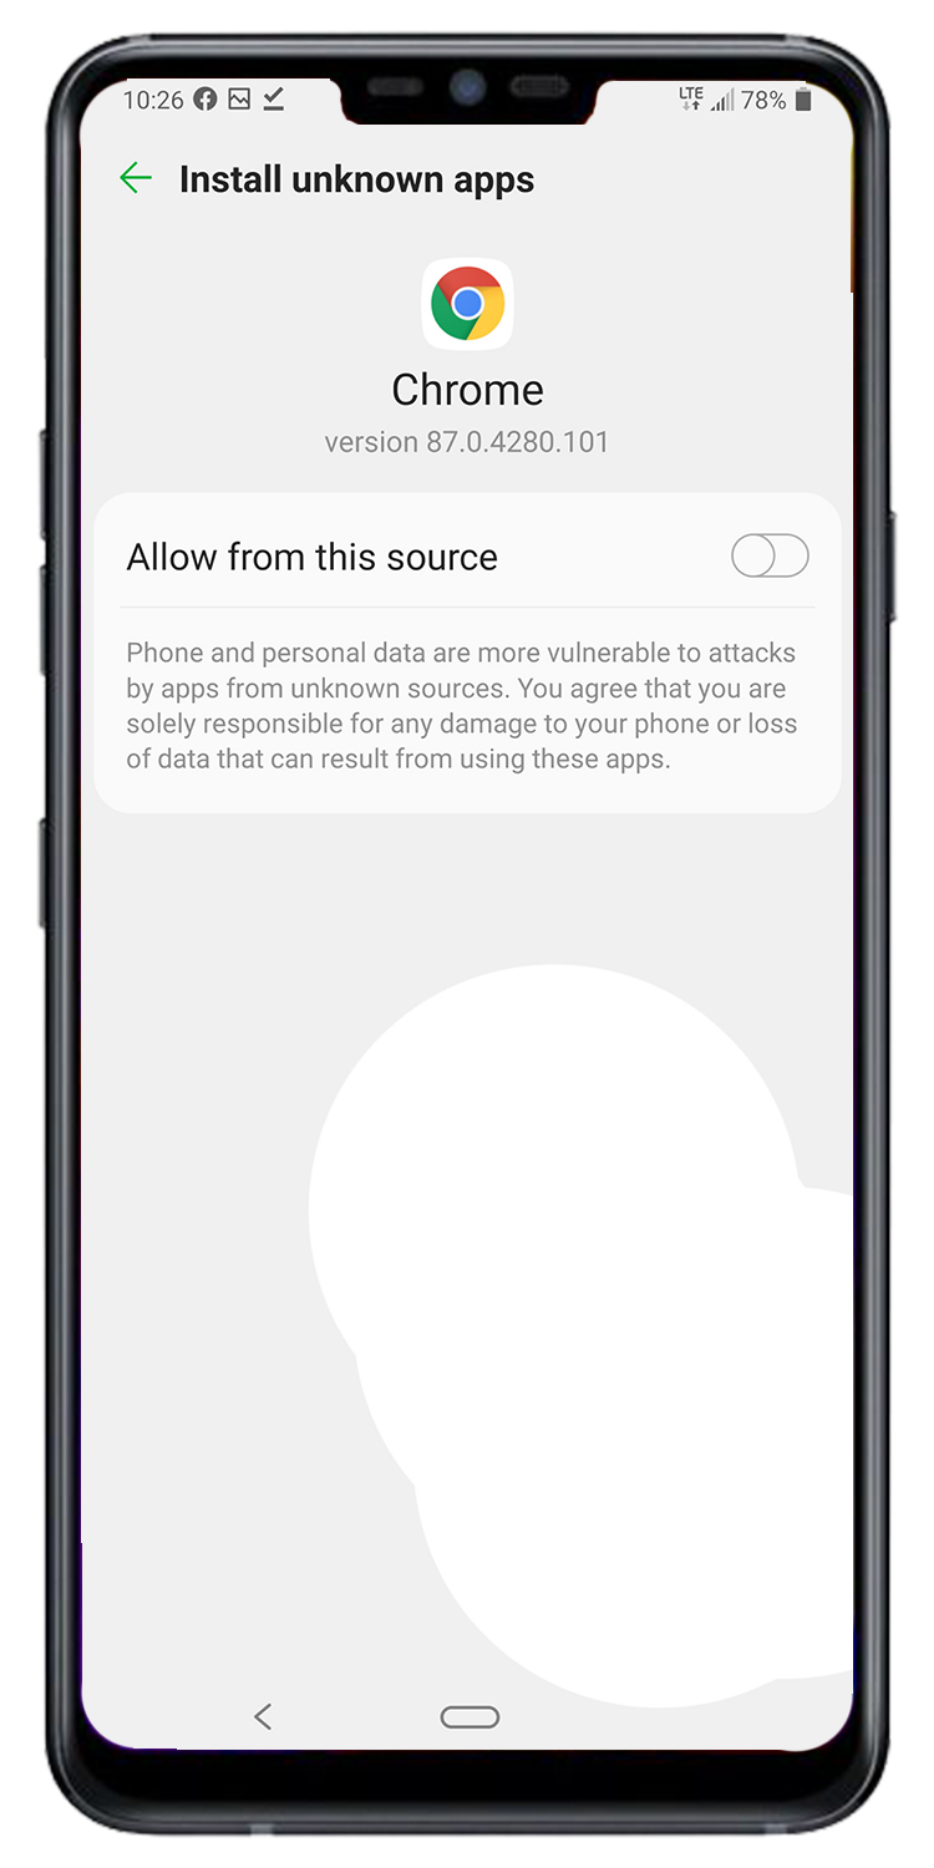 10:26 LTE 78%
Install unknown apps
Chrome
version 87.0.4280.101
Allow from this source
Phone and personal data are more vulnerable to attacks
by apps from unknown sources. You agree that you are
solely responsible for any damage to your phone or loss
of data that can result from using these apps.